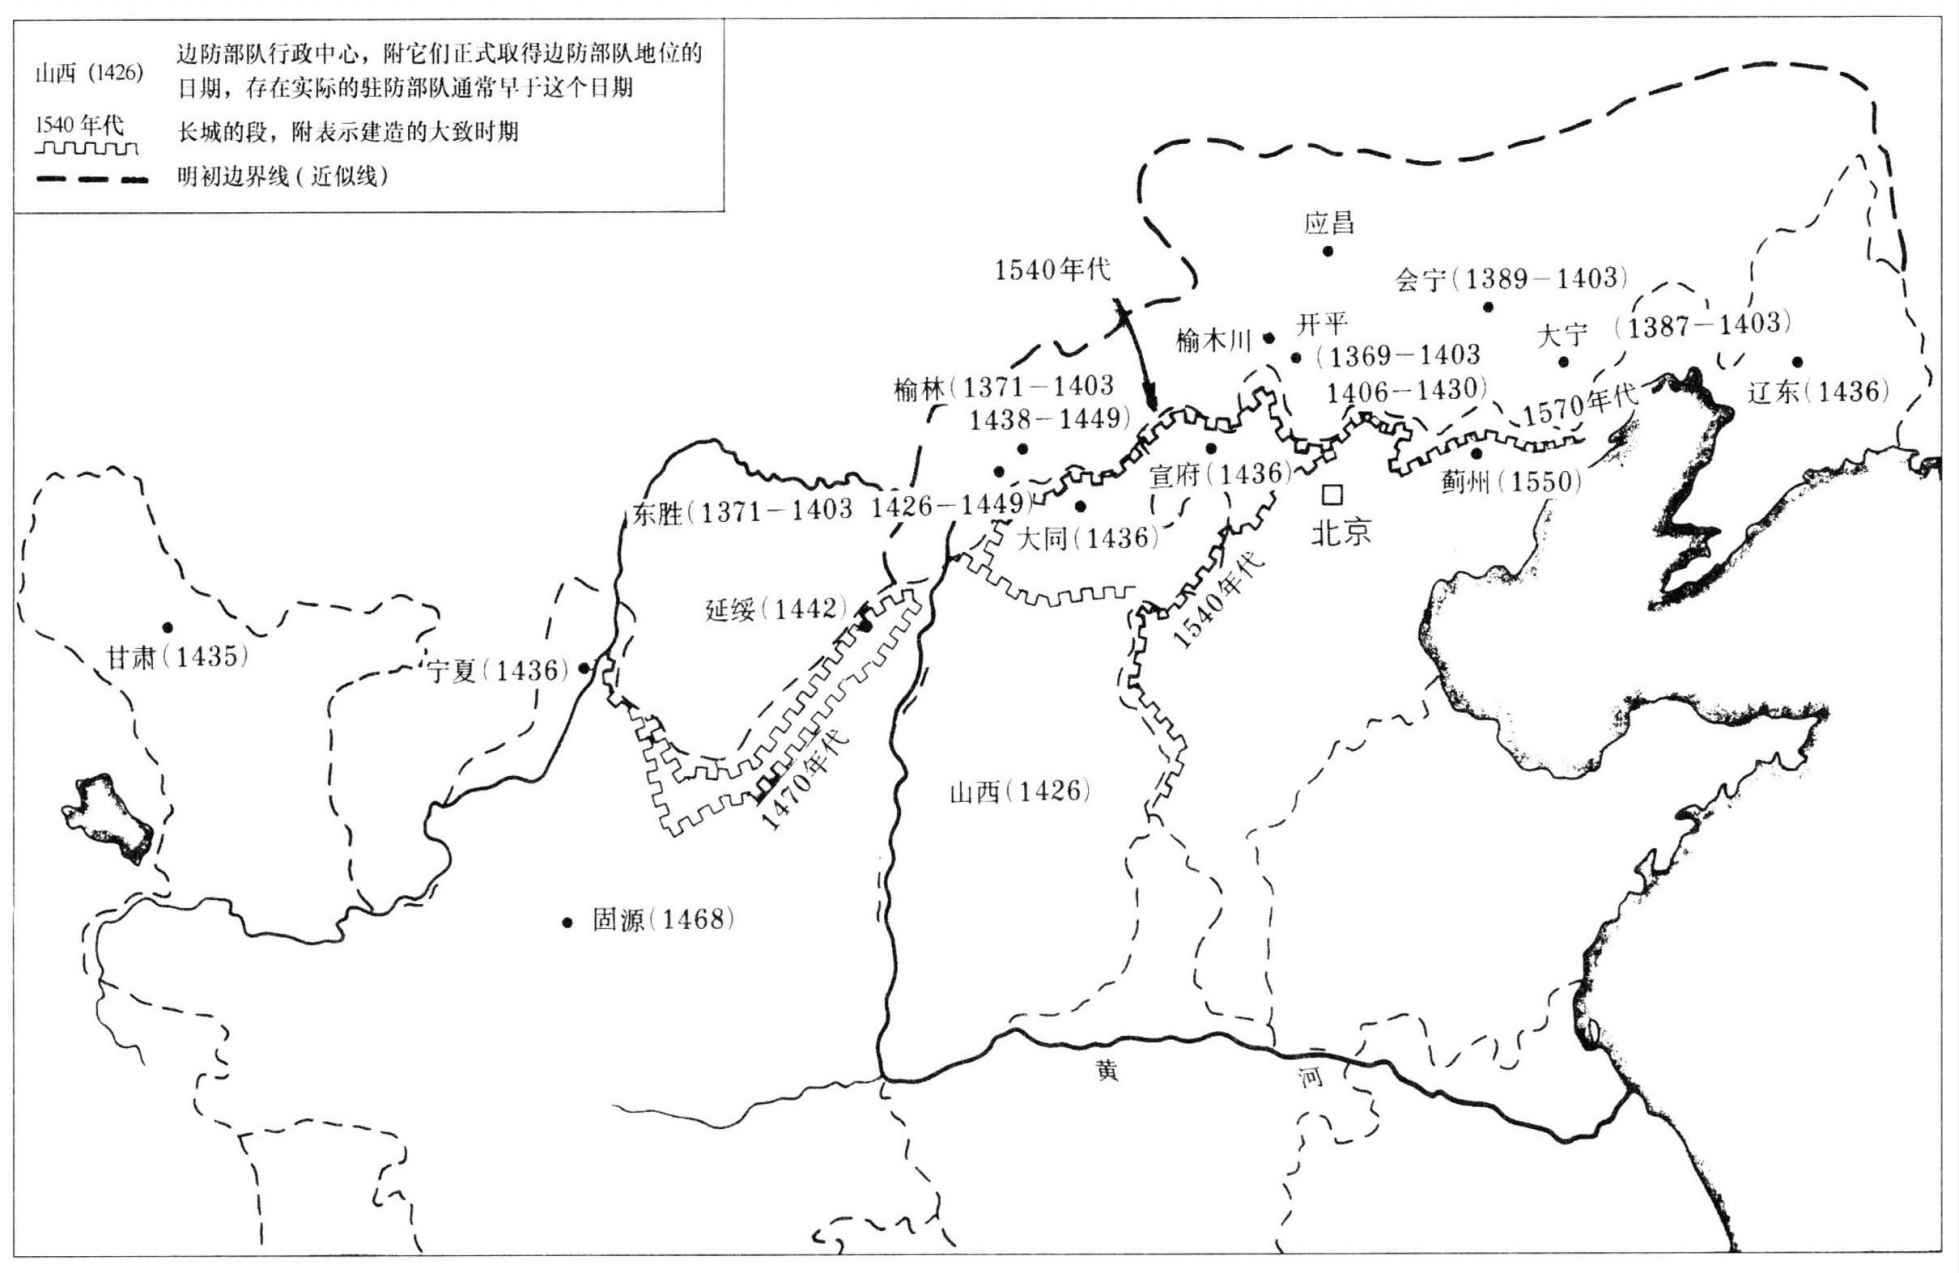 山西 (1426)
边防部队行政中心，附它们正式取得边防部队地位的
日期，存在实际的驻防部队通常早于这个日期
1540 年代
长城的段，附表示建造的大致时期
明初边界线(近似线)
应昌
1540年代
会宁(1389－1403)
榆木川
开平
(1369－1403
1406－1430)
大宁 (1387－1403)
榆林(1371－1403
1438－1449)
1570年代
辽东(1436)
宣府(1436)
蓟州(1550)
东胜(1371－1403 1426－1449)
大同(1436)
北京
延绥(1442)
1540年代
甘肃(1435)
宁夏(1436)
1470年代
山西(1426)
固源(1468)
黄
河